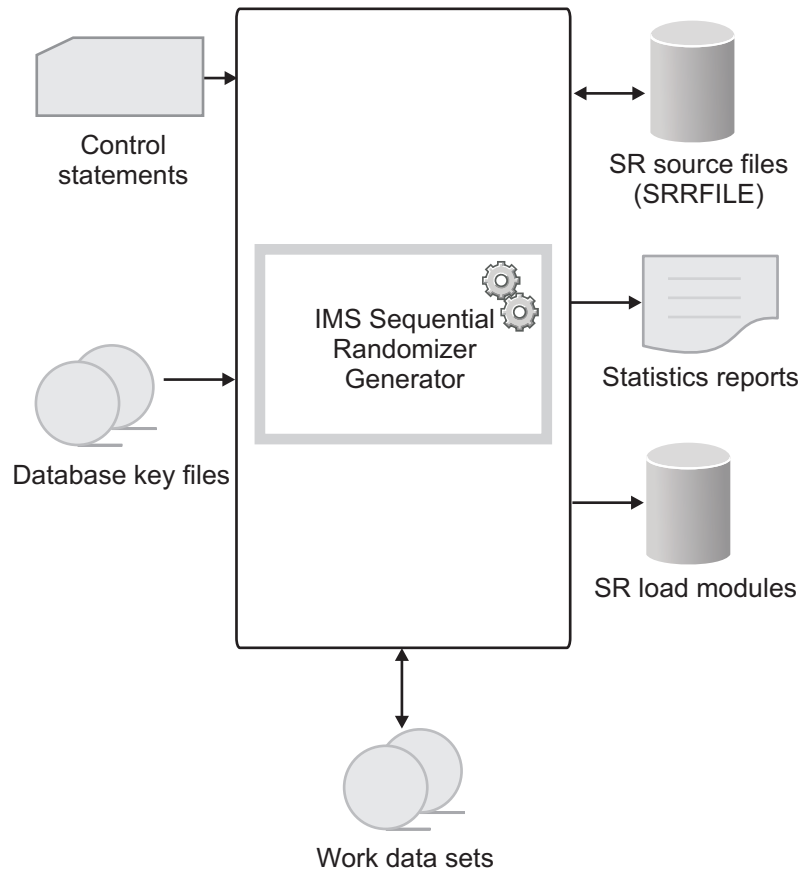 Control
statements
SR source files
(SRRFILE)
IMS Sequential
Randomizer
Generator
Statistics reports
Database key files
SR load modules
Work data sets